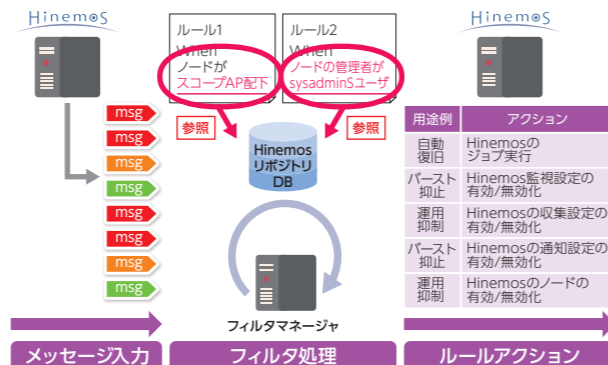 Hinemos
ルール1
When
ノードが
スコープAP配下
ルール2
When
ノードの管理者が
sysadminSユーザ
Hinemos
msg
msg
msg
msg
msg
msg
msg
msg
参照
参照
Hinemos
リポジトリ
DB
フィルタマネージャ
用途例 アクション
自動 Hinemosの
復旧 ジョブ実行
バースト Hinemos監視設定の
抑止 有効/無効化
運用 Hinemosの収集設定の
抑制 有効/無効化
バースト Hinemosの通知設定の
抑止 有効/無効化
運用 Hinemosのノードの
抑制 有効/無効化
メッセージ入力
フィルタ処理
ルールアクション